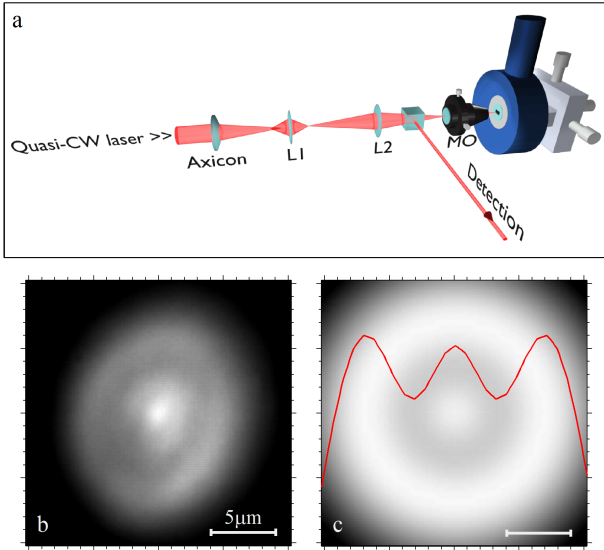 a
Quasi-CW laser >>
Axicon
L1
L2
MO
Detection
b
5μm
c